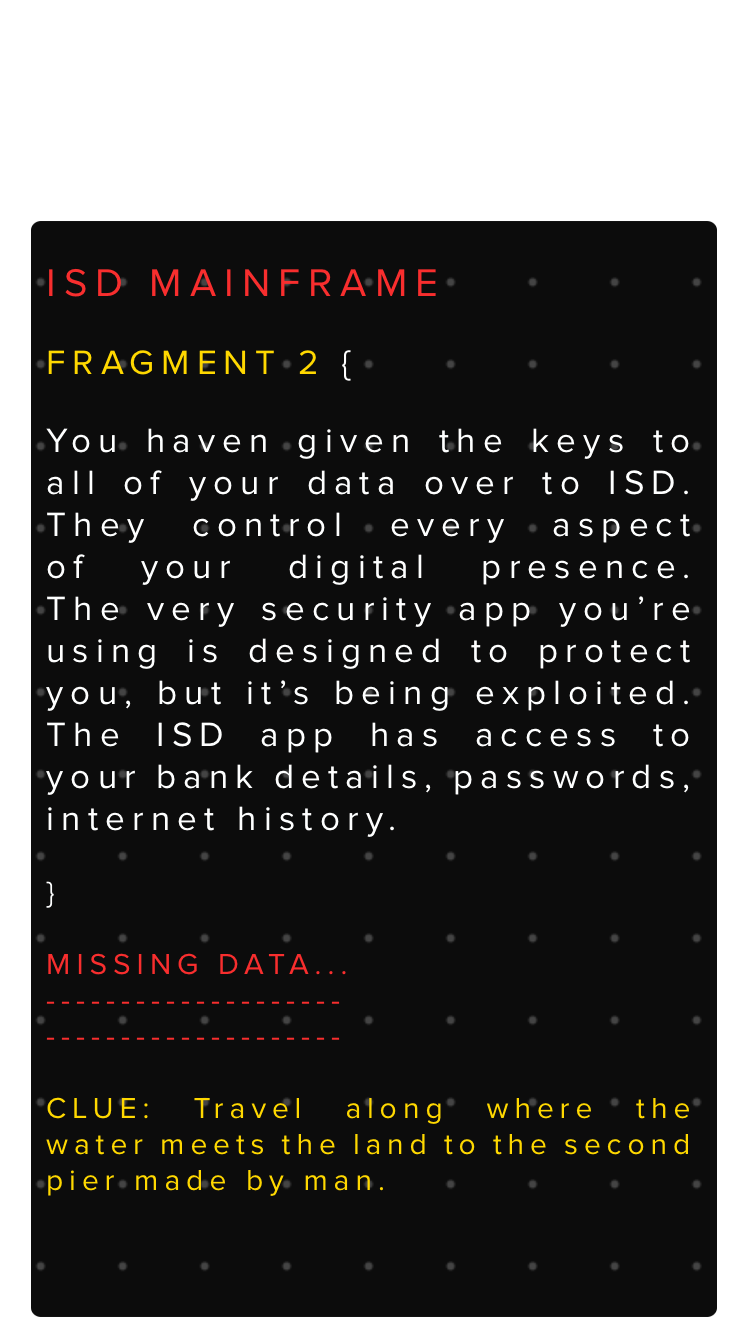 ISD MAINFRAME
FRAGMENT 2 {
You haven given the keys to
all of your data over to ISD.
They control every aspect
of your digital presence.
The very security app you’re
using is designed to protect
you, but it’s being exploited.
The ISD app has access to
your bank details, passwords,
internet history.
}
MISSING DATA...
--------------------
--------------------
CLUE: Travel along where the
water meets the land to the second
pier made by man.